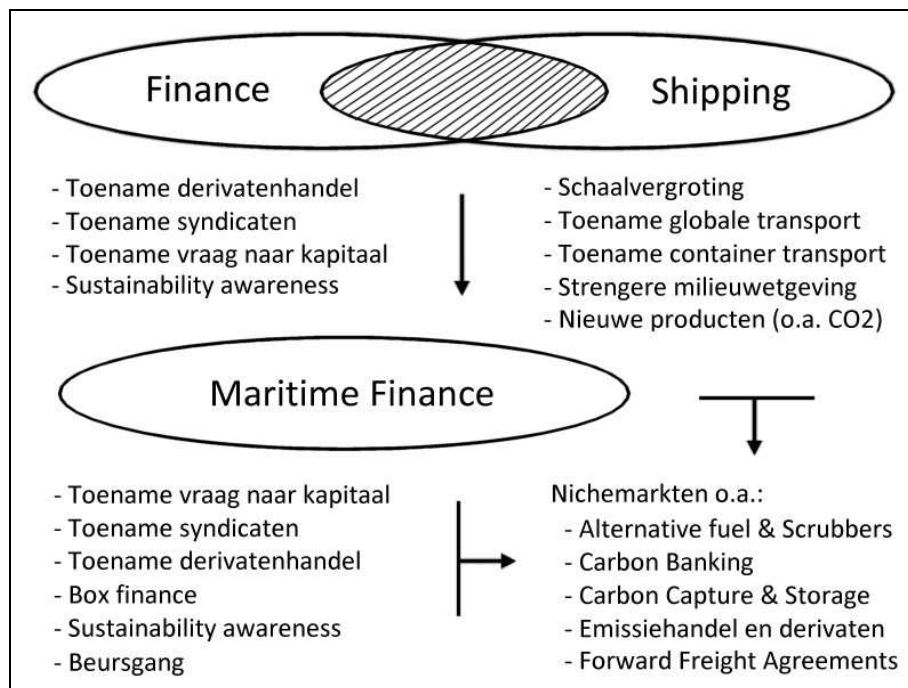 Finance
Shipping
- Toename derivatenhandel
- Toename syndicaten
- Toename vraag naar kapitaal
- Sustainability awareness
- Schaalvergroting
- Toename globale transport
- Toename container transport
- Strengere milieuwetgeving
- Nieuwe producten (o.a. CO2)
Maritime Finance
- Toename vraag naar kapitaal
- Toename syndicaten
- Toename derivatenhandel
- Box finance
- Sustainability awareness
- Beursgang
Nichemarkten o.a.:
- Alternative fuel & Scrubbers
- Carbon Banking
- Carbon Capture & Storage
- Emissiehandel en derivaten
- Forward Freight Agreements